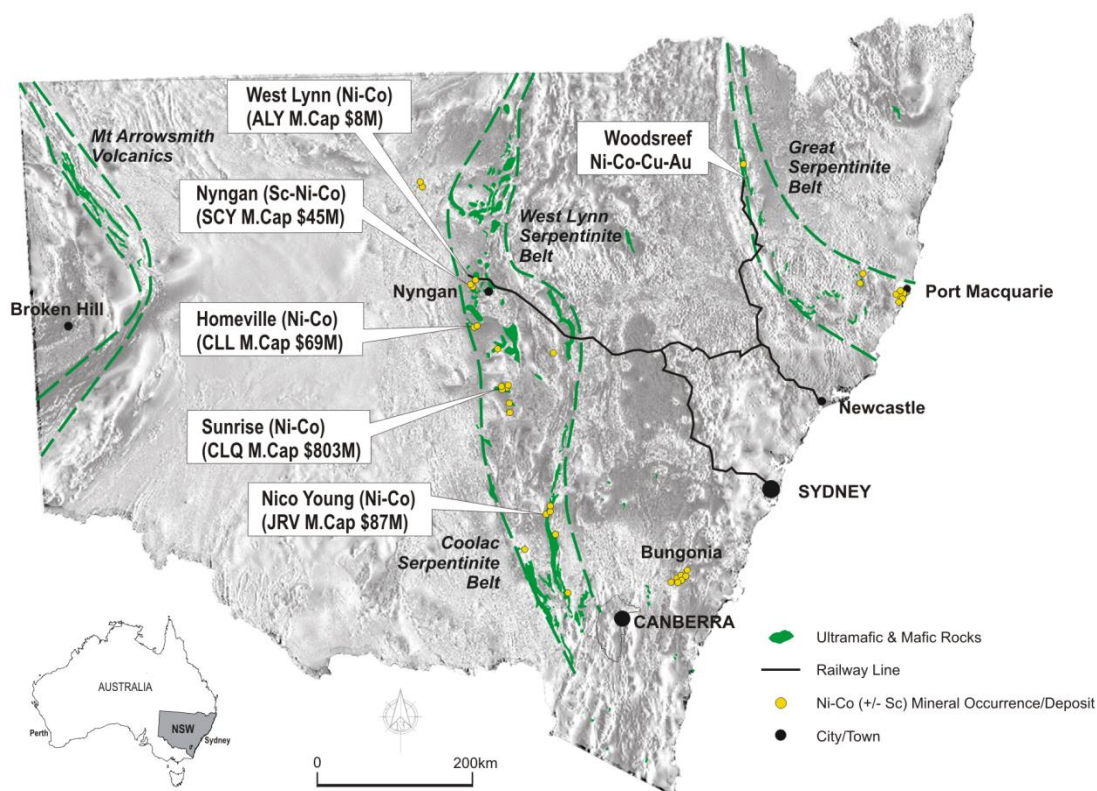 West Lynn (Ni-Co)
(ALY M.Cap $8M)
Mt Arrowsmith
Volcanics
Woodsreef
Ni-Co-Cu-Au
Great
Serpentinite
Belt
Nyngan (Sc-Ni-Co)
(SCY M.Cap $45M)
West Lynn
Serpentinite
Belt
Nyngan
Port Macquarie
Broken Hill
Homeville (Ni-Co)
(CLL M.Cap $69M)
Newcastle
Sunrise (Ni-Co)
(CLQ M.Cap $803M)
SYDNEY
Nico Young (Ni-Co)
(JRV M.Cap $87M)
Coolac
Serpentinite
Belt
Bungonia
CANBERRA
Ultramafic & Mafic Rocks
Railway Line
Ni-Co (+/- Sc) Mineral Occurrence/Deposit
City/Town
AUSTRALIA
NSW
Perth
Sydney
0
200km